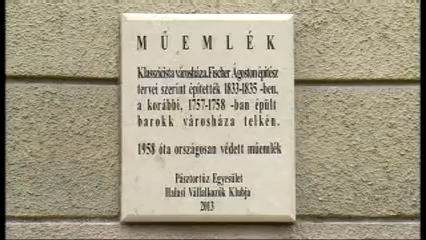 MŰEMLÉK
Klasszicista városháza. Fischer Ágoston építész
tervei szerint építették 1833-1835 -ben,
a korábbi, 1757-1758 -ban épült
barokk városháza telkén.
1958 óta országosan védett műemlék
Pásztortűz Egyesület
Halasi Vállalkozók Klubja
2013